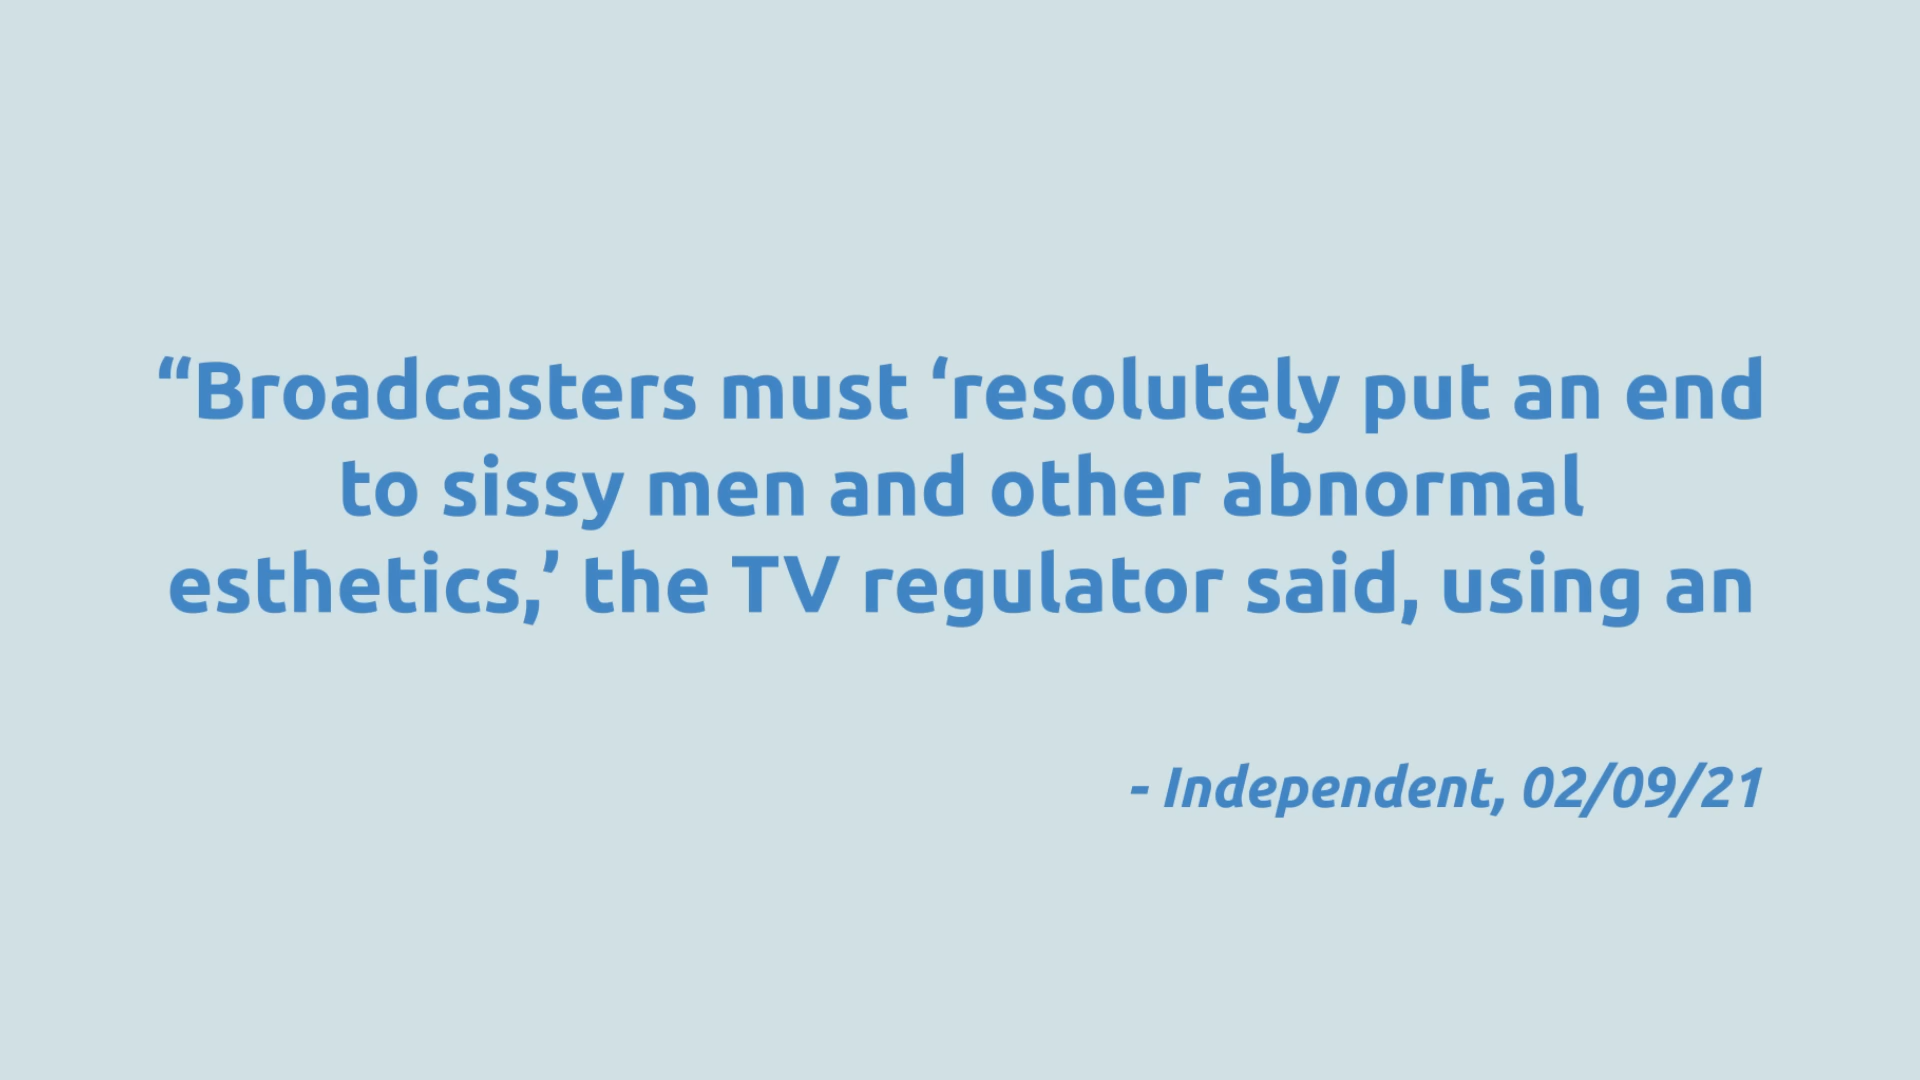 “Broadcasters must ‘resolutely put an end
to sissy men and other abnormal
esthetics,’ the TV regulator said, using an
- Independent, 02/09/21